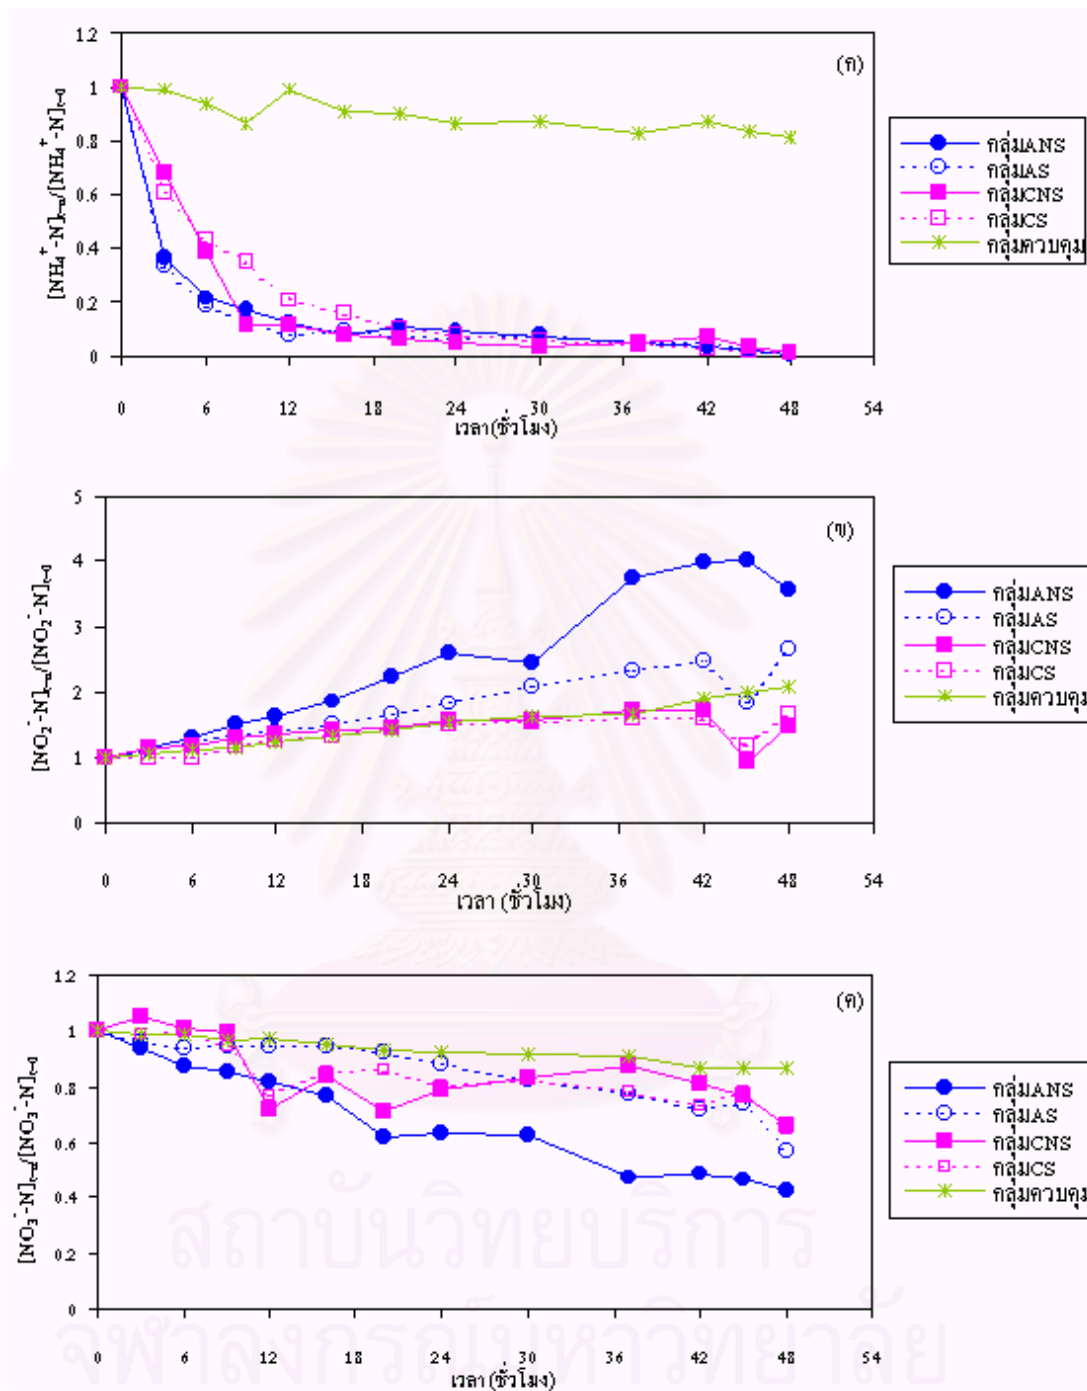 1.2
(ก)
1
0.8
0.6
0.4
0.2
0
[NH₄⁺-N]ₜ₌ₙ/[NH₄⁺-N]ₜ₌₀
0 6 12 18 24 30 36 42 48 54
เวลา(ชั่วโมง)
กลุ่มANS
กลุ่มAS
กลุ่มCNS
กลุ่มCS
กลุ่มควบคุม
5
(ข)
4
3
2
1
0
[NO₂⁻-N]ₜ₌ₙ/[NO₂⁻-N]ₜ₌₀
0 6 12 18 24 30 36 42 48 54
เวลา (ชั่วโมง)
กลุ่มANS
กลุ่มAS
กลุ่มCNS
กลุ่มCS
กลุ่มควบคุม
1.2
(ค)
1
0.8
0.6
0.4
0.2
0
[NO₃⁻-N]ₜ₌ₙ/[NO₃⁻-N]ₜ₌₀
0 6 12 18 24 30 36 42 48 54
เวลา(ชั่วโมง)
กลุ่มANS
กลุ่มAS
กลุ่มCNS
กลุ่มCS
กลุ่มควบคุม
สถาบันวิทยบริการ
จุฬาลงกรณ์มหาวิทยาลัย